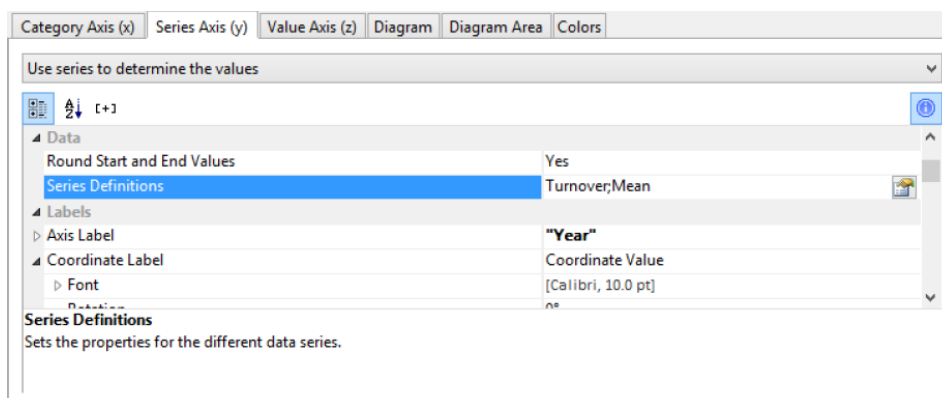 Category Axis (x) Series Axis (y) Value Axis (z) Diagram Diagram Area Colors
Use series to determine the values
A Z [+]
Data
Round Start and End Values Yes
Series Definitions Turnover;Mean
Labels
Axis Label "Year"
Coordinate Label Coordinate Value
Font [Calibri, 10.0 pt]
Rotation 0°
Series Definitions
Sets the properties for the different data series.